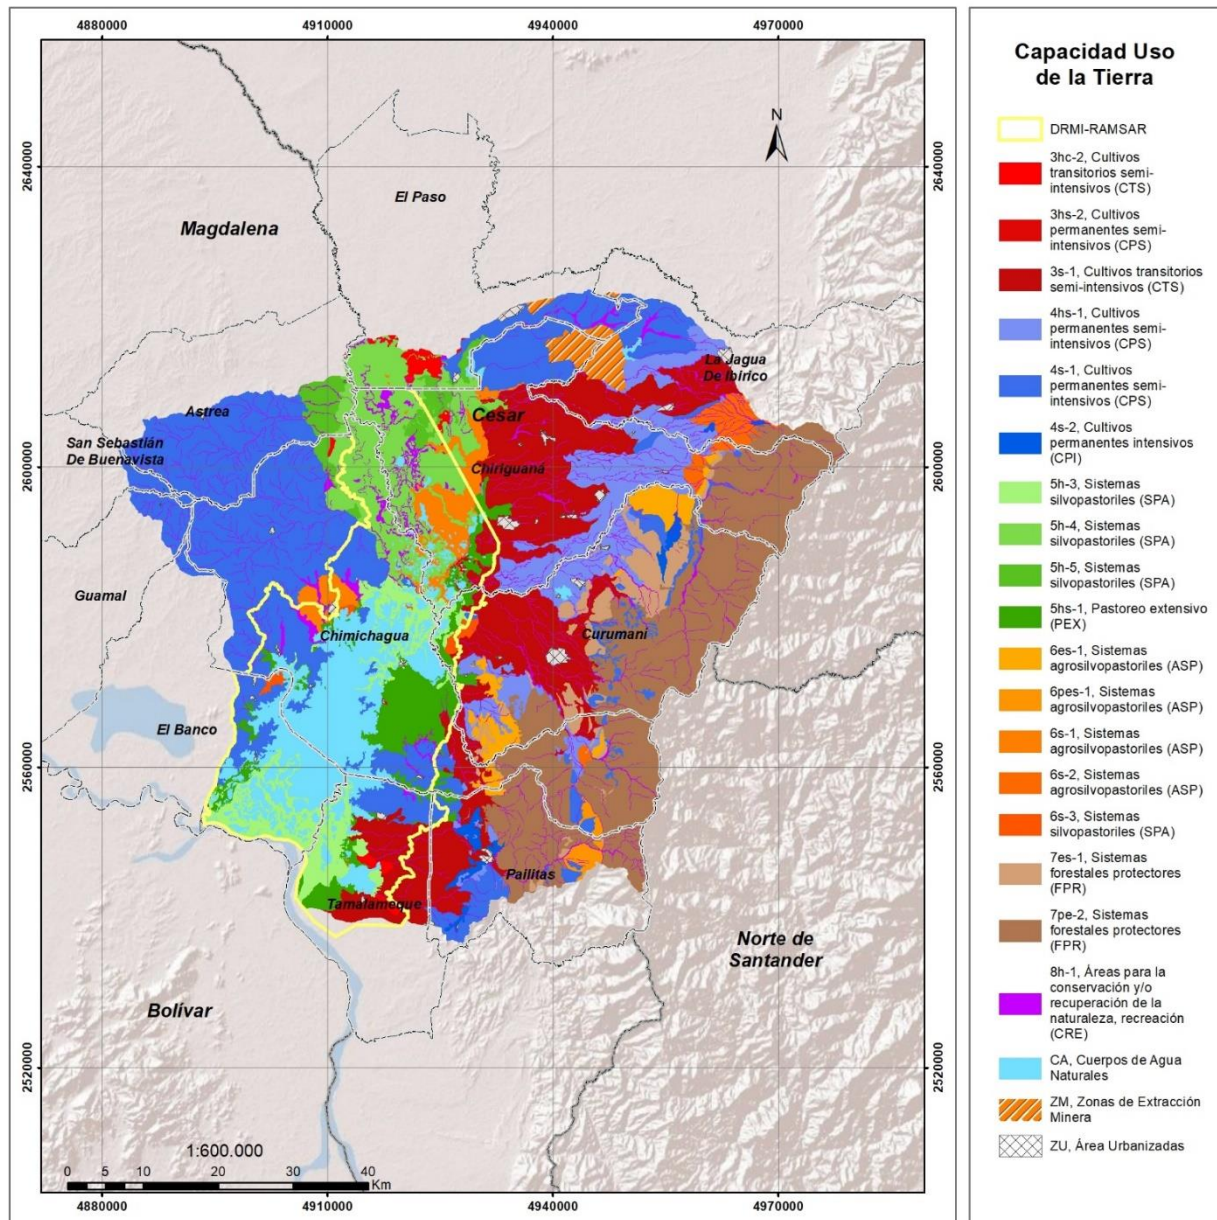 4880000
4910000
4940000
4970000
N
2640000
2640000
El Paso
Magdalena
La Jagua
De Ibirico
Astrea
Cesar
San Sebastián
De Buenavista
2600000
2600000
Chiriguaná
Guamal
Chimichagua
Curumaní
El Banco
2560000
2560000
Pailitas
Tamalameque
Norte de
Santander
Bolívar
2520000
2520000
1:600.000
0 5 10 20 30 40
Km
4880000
4910000
4940000
4970000
Capacidad Uso
de la Tierra
DRMI-RAMSAR
3hc-2, Cultivos
transitorios semi-
intensivos (CTS)
3hs-2, Cultivos
permanentes semi-
intensivos (CPS)
3s-1, Cultivos transitorios
semi-intensivos (CTS)
4hs-1, Cultivos
permanentes semi-
intensivos (CPS)
4s-1, Cultivos
permanentes semi-
intensivos (CPS)
4s-2, Cultivos
permanentes intensivos
(CPI)
5h-3, Sistemas
silvopastoriles (SPA)
5h-4, Sistemas
silvopastoriles (SPA)
5h-5, Sistemas
silvopastoriles (SPA)
5hs-1, Pastoreo extensivo
(PEX)
6es-1, Sistemas
agrosilvopastoriles (ASP)
6pes-1, Sistemas
agrosilvopastoriles (ASP)
6s-1, Sistemas
agrosilvopastoriles (ASP)
6s-2, Sistemas
agrosilvopastoriles (ASP)
6s-3, Sistemas
silvopastoriles (SPA)
7es-1, Sistemas
forestales protectores
(FPR)
7pe-2, Sistemas
forestales protectores
(FPR)
8h-1, Áreas para la
conservación y/o
recuperación de la
naturaleza, recreación
(CRE)
CA, Cuerpos de Agua
Naturales
ZM, Zonas de Extracción
Minera
ZU, Área Urbanizadas